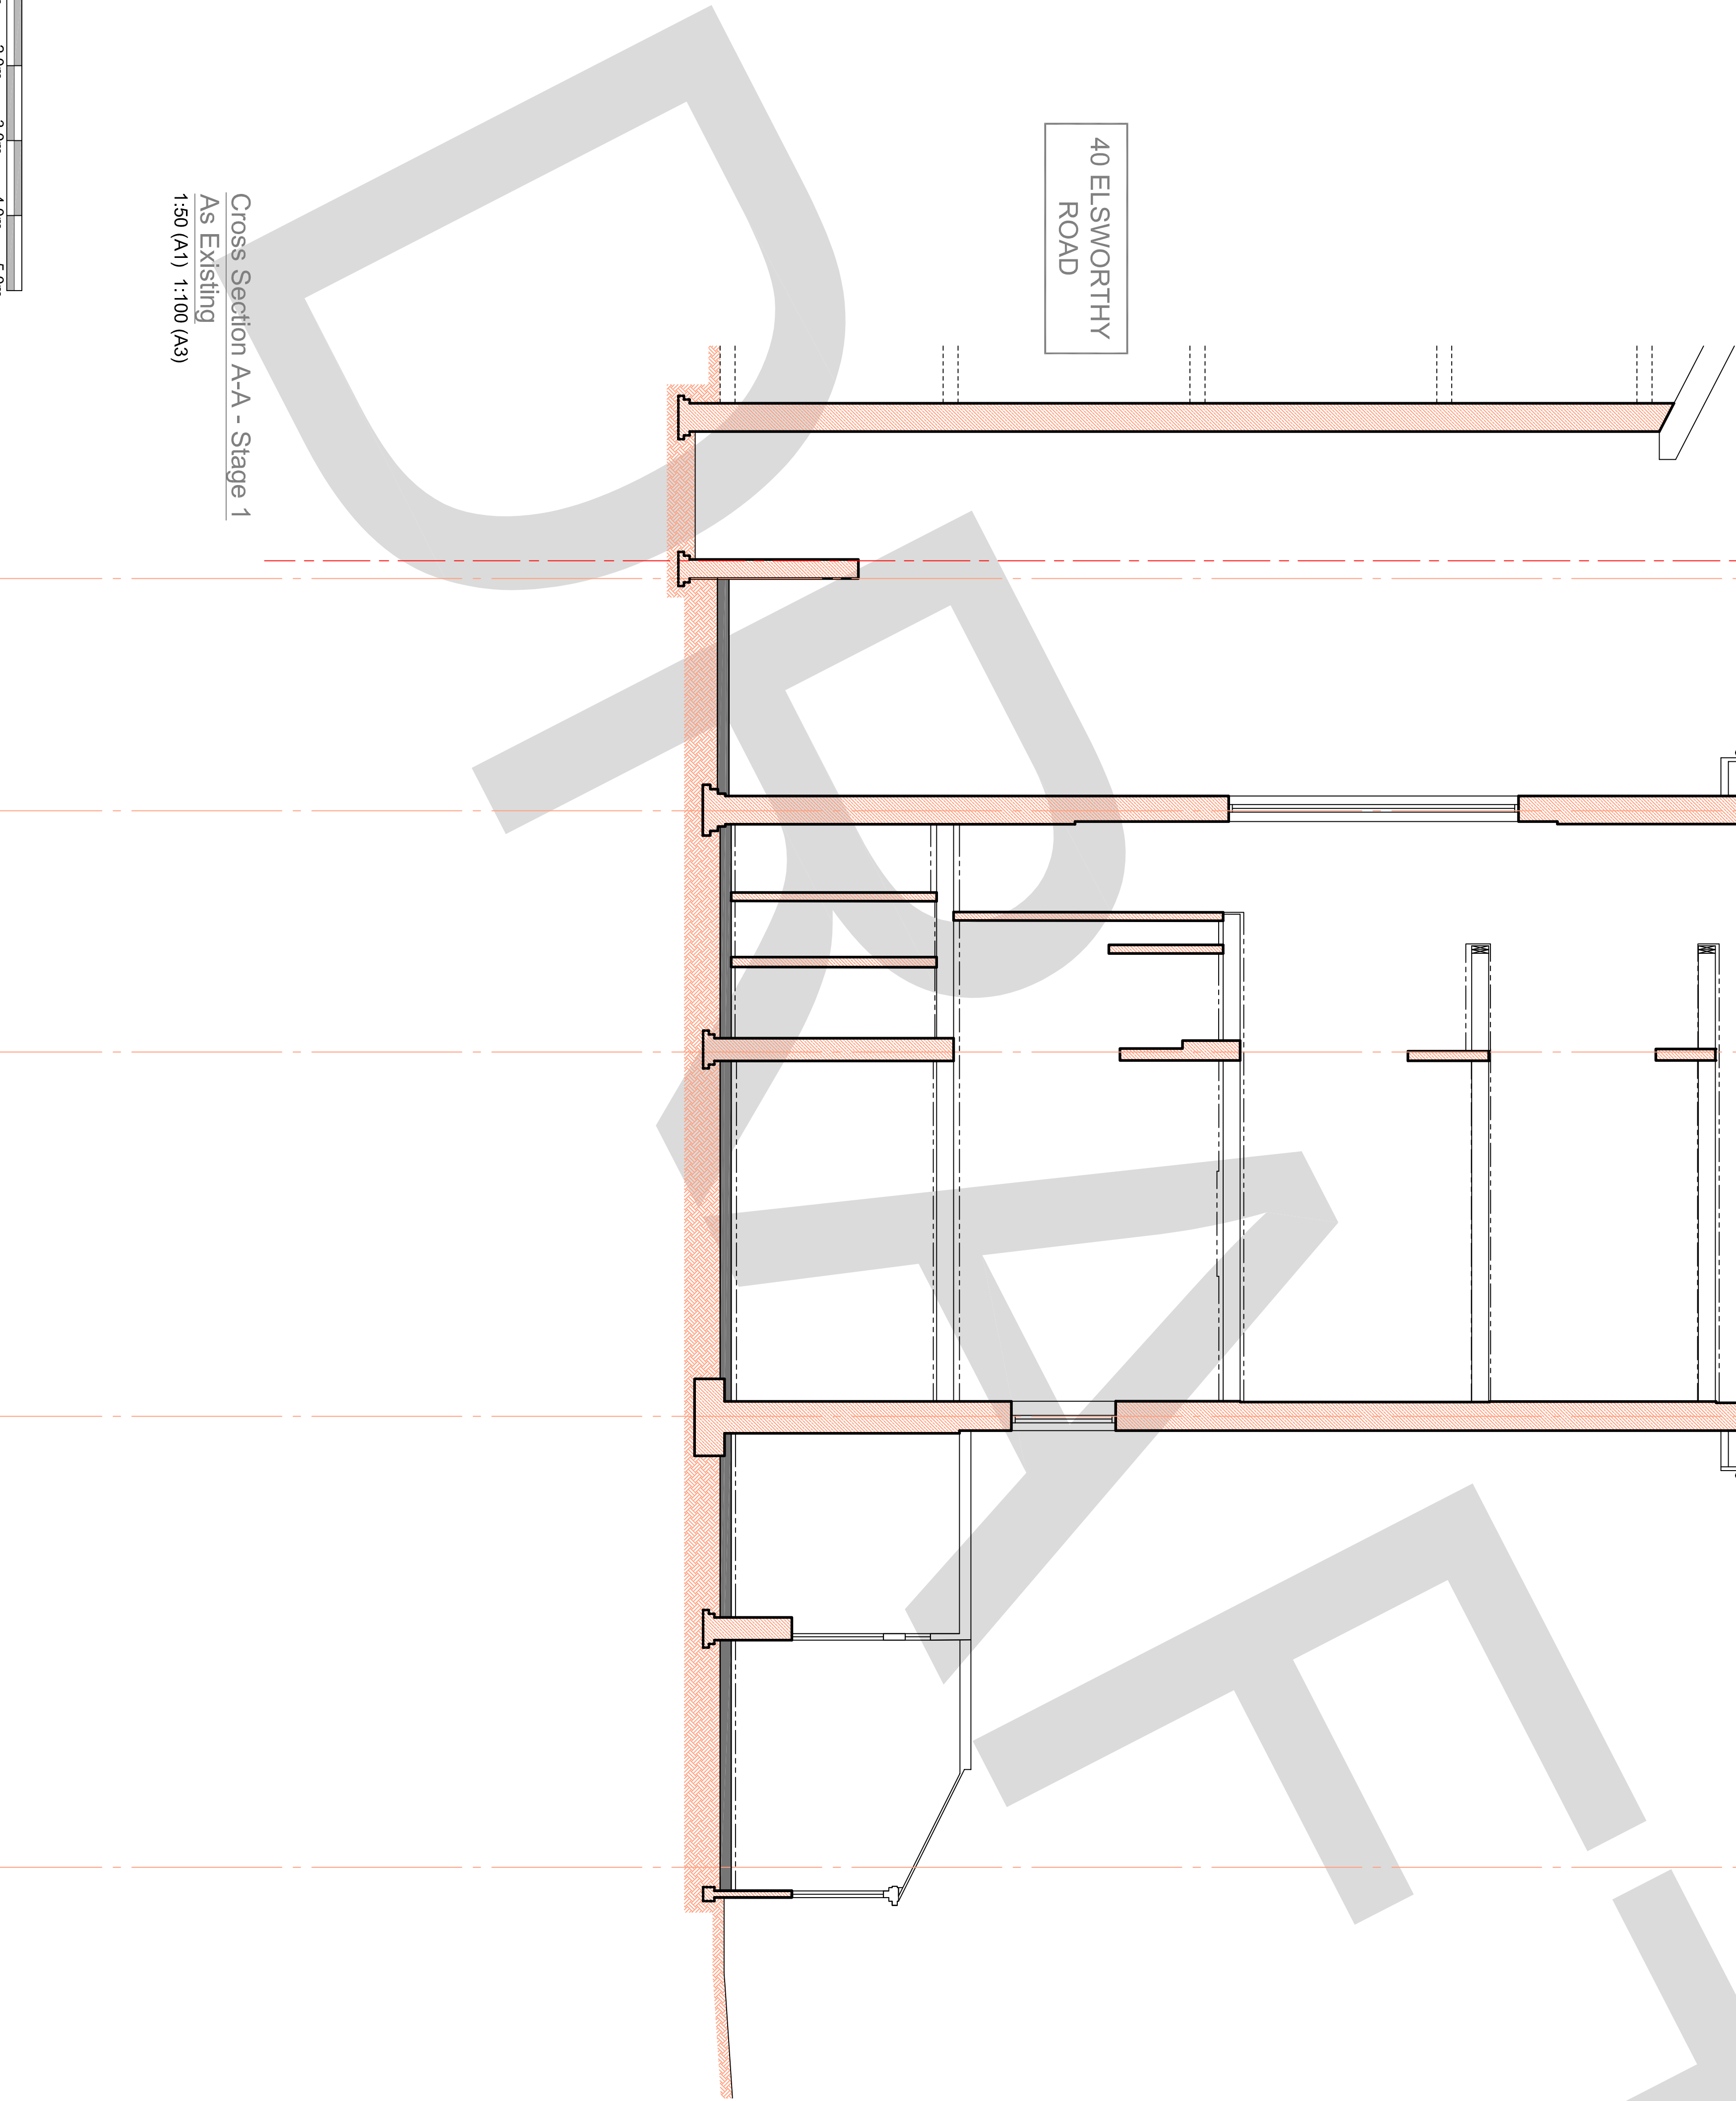 40 ELSWORTHY
ROAD
Cross Section A-A - Stage 1
As Existing
1:50 (A1) 1:100 (A3)
DRAFT